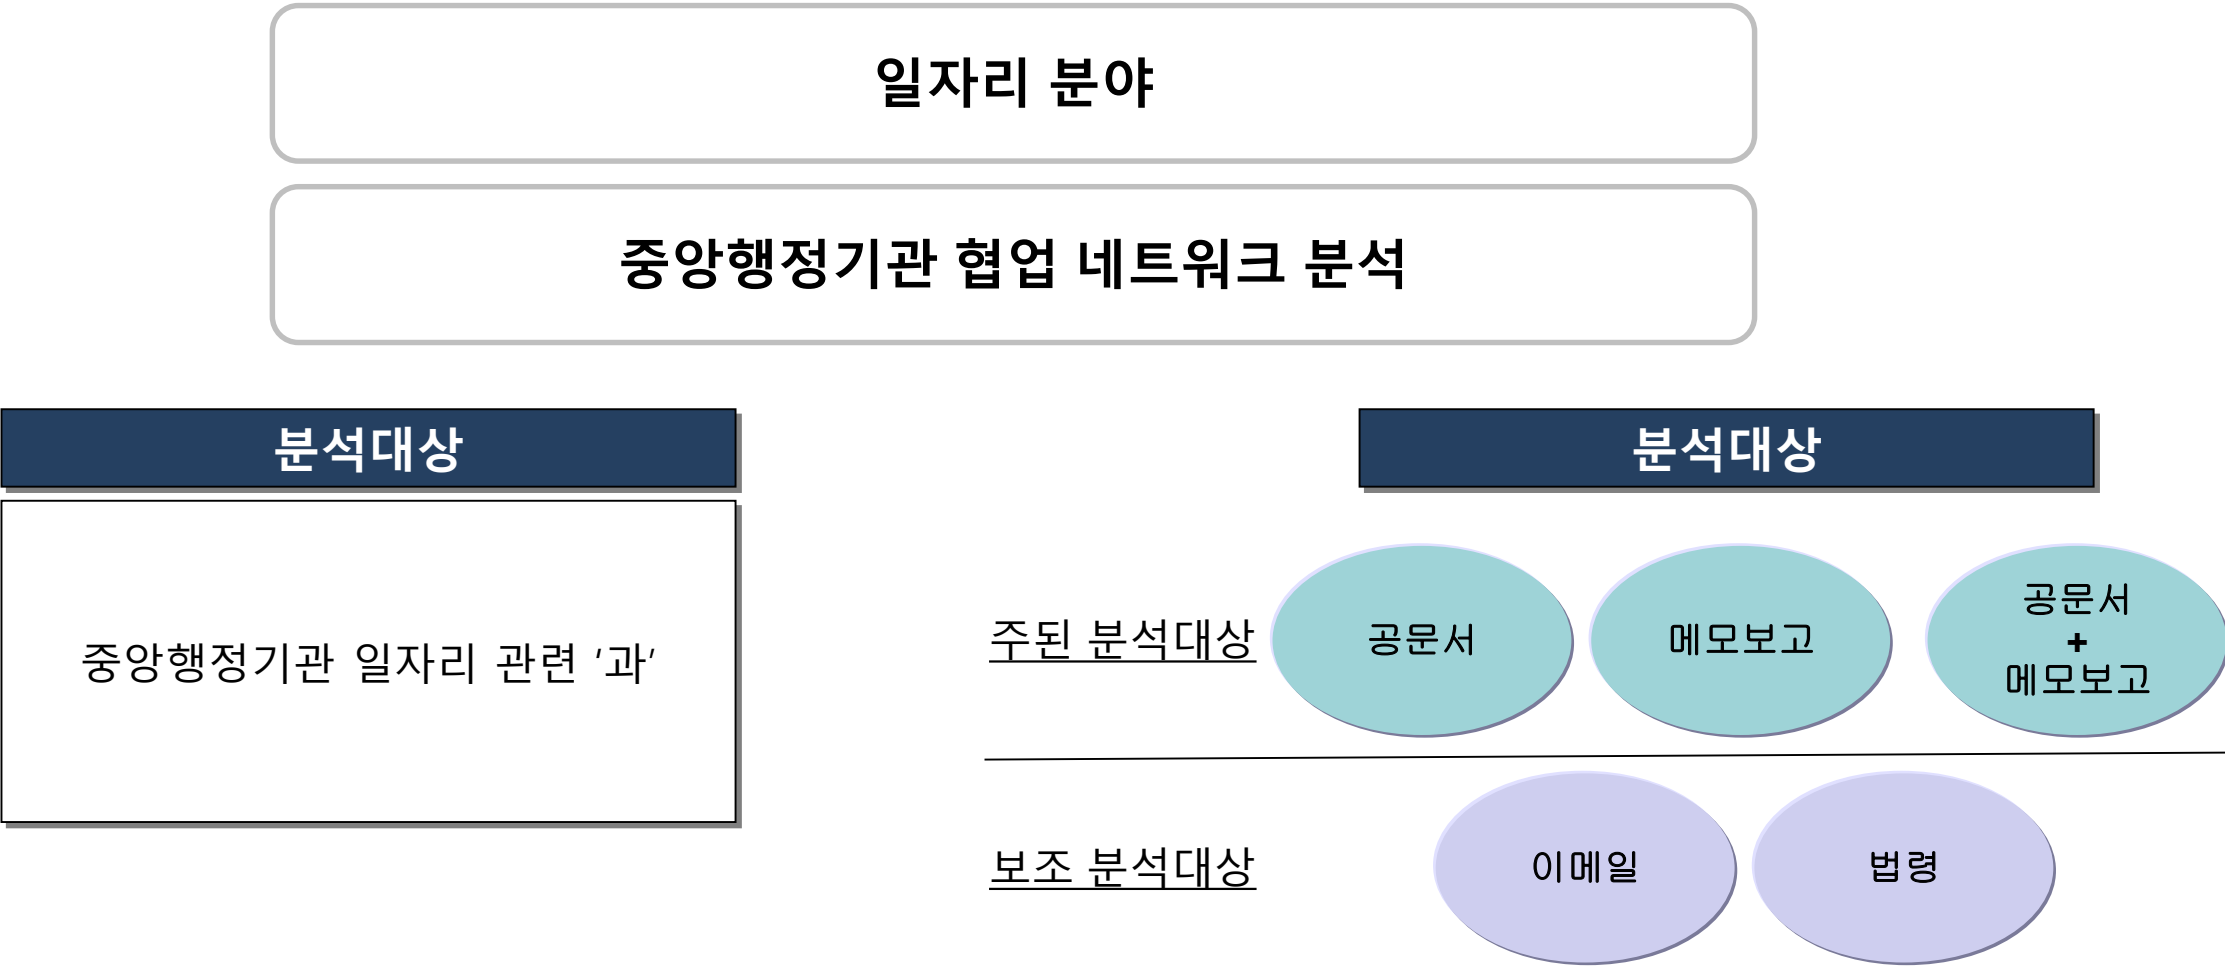 일자리 분야
중앙행정기관 협업 네트워크 분석
분석대상
중앙행정기관 일자리 관련 ‘과’
분석대상
주된 분석대상
공문서
메모보고
공문서
+
메모보고
보조 분석대상
이메일
법령